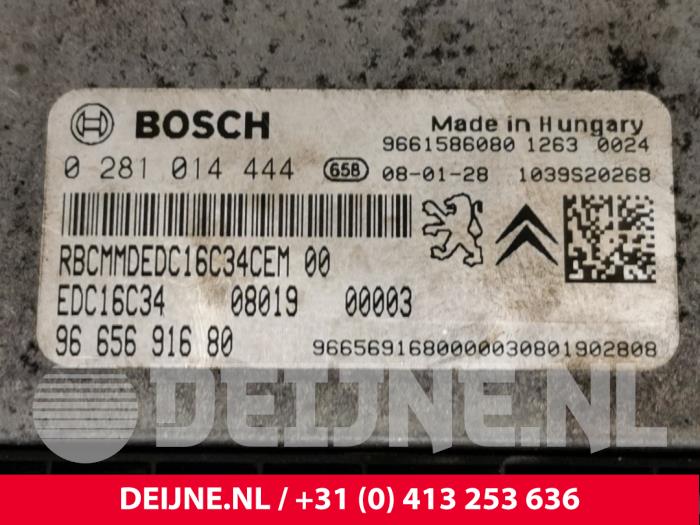 BOSCH
Made in Hungary
9661586080 1263 0024
0 281 014 444 658 08-01-28 1039S20268
RBCMMDEDC16C34CEM 00
EDC16C34 08019 00003
96 656 916 80 9665691680000030801902808
DEIJNE.NL
DEIJNE.NL / +31 (0) 413 253 636